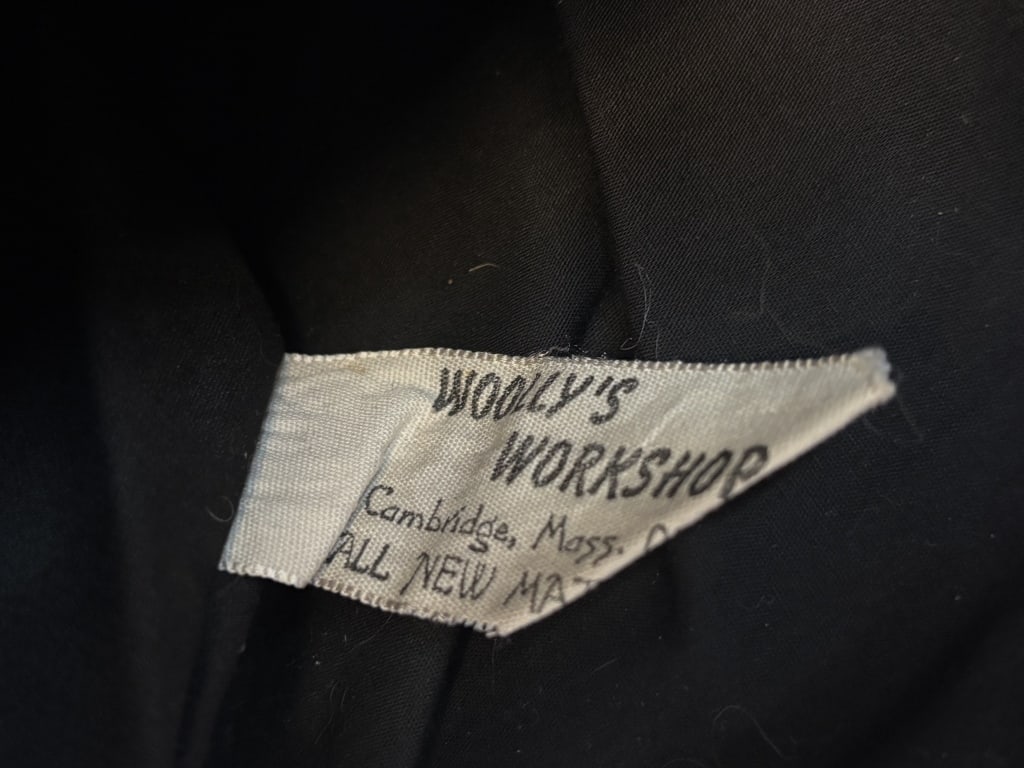 WOOLLY'S
WORKSHOP
Cambridge, Mass.
ALL NEW